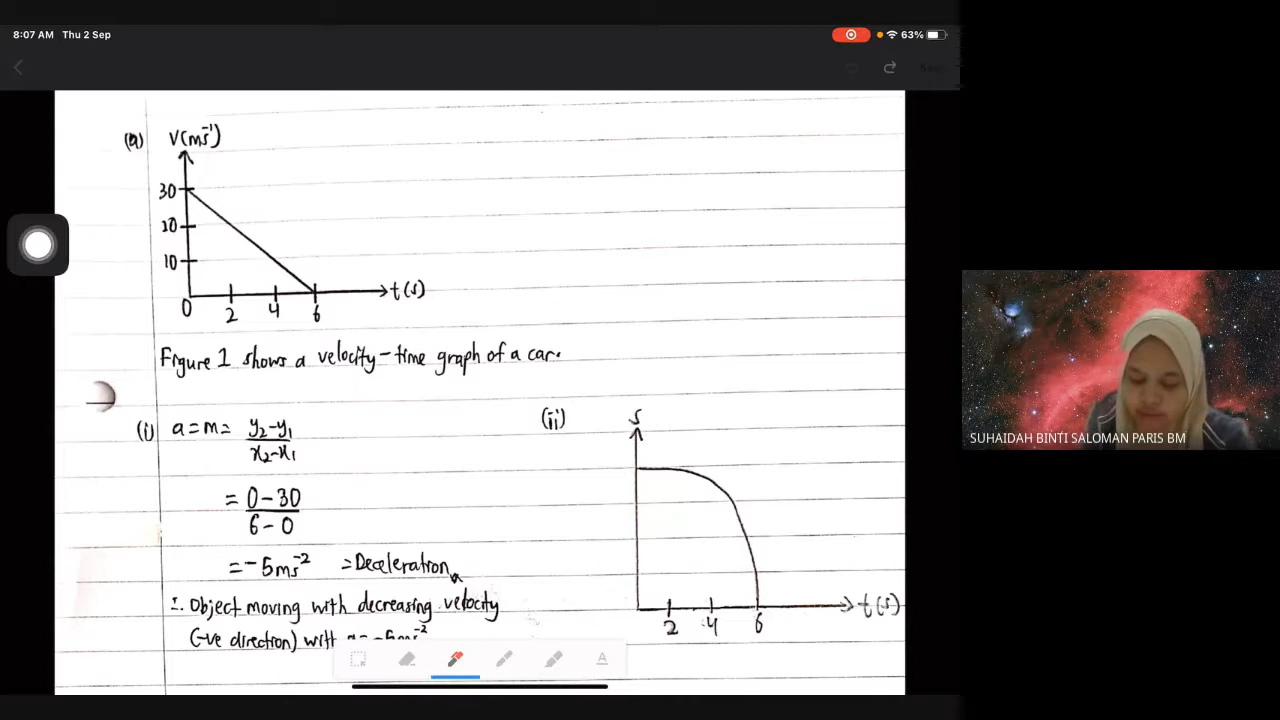 8:07 AM Thu 2 Sep
63%
(a) V(ms⁻¹)
30
20
10
0 2 4 6 t(s)
Figure 1 shows a velocity-time graph of a car.
(i) a = m = y₂-y₁ / x₂-x₁
= 0-30 / 6-0
= -5ms⁻² = Deceleration
I. Object moving with decreasing velocity
(-ve direction) with
(ii) s
2 4 6 t(s)
SUHAIDAH BINTI SALOMAN PARIS BM